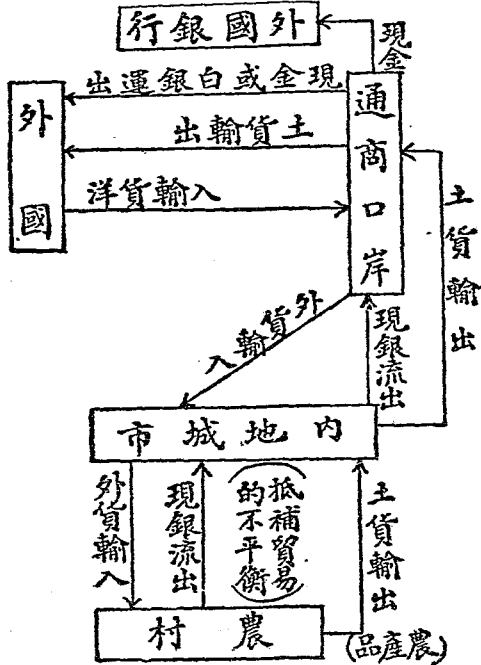 外國銀行
現金
現金或白銀運出
外國
通商口岸
土貨輸出
洋貨輸入
土貨輸出
外貨輸入
現銀流出
內地城市
外貨輸入
現銀流出
(抵補貿易
的不平衡)
土貨輸出
(農產品)
農村